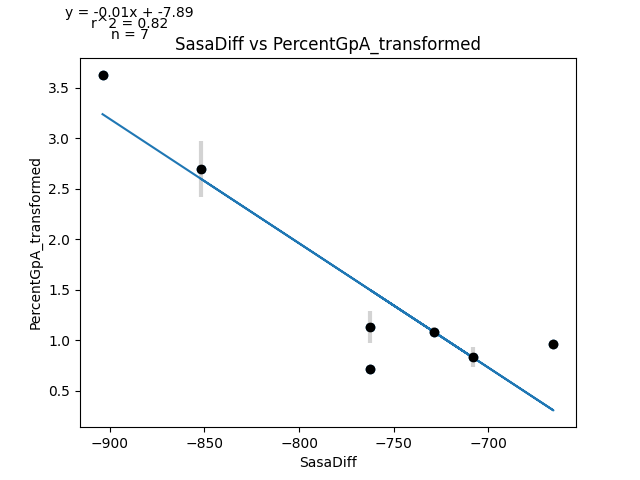 y = -0.01x + -7.89
r^2 = 0.82
n = 7
SasaDiff vs PercentGpA_transformed
PercentGpA_transformed
3.5
3.0
2.5
2.0
1.5
1.0
0.5
−900 −850 −800 −750 −700
SasaDiff